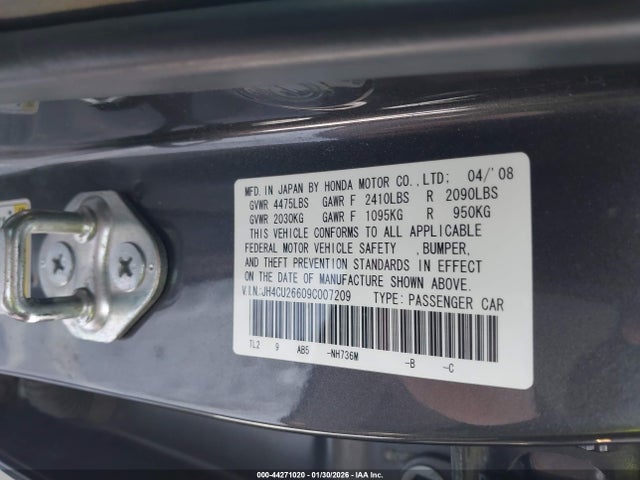 MFD. IN JAPAN BY HONDA MOTOR CO.,LTD: 04/'08
GVWR 4475LBS GAWR F 2410LBS R 2090LBS
GVWR 2030KG GAWR F 1095KG R 950KG
THIS VEHICLE CONFORMS TO ALL APPLICABLE
FEDERAL MOTOR VEHICLE SAFETY ,BUMPER,
AND THEFT PREVENTION STANDARDS IN EFFECT
ON THE DATE OF MANUFACTURE SHOWN ABOVE.
V.I.N:JH4CU26609C007209 TYPE: PASSENGER CAR
TL2 9 AB5 -NH736M -B -C
000-44271020 | 01/30/2026 | © IAA Inc.